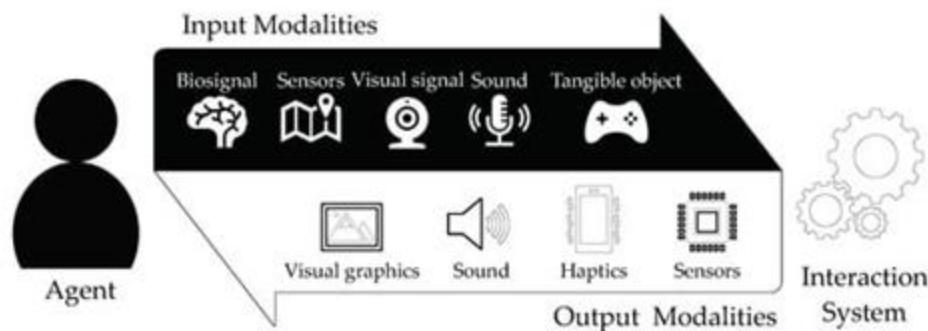 Input Modalities
Biosignal Sensors Visual signal Sound Tangible object
Visual graphics Sound Haptics Sensors
Agent
Interaction
System
Output Modalities